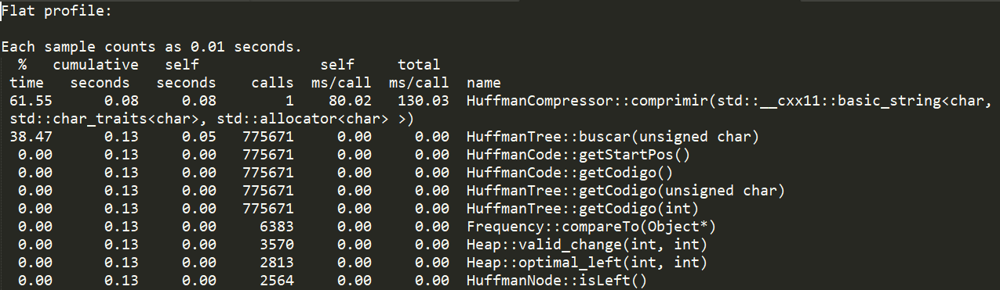 Flat profile:
Each sample counts as 0.01 seconds.
  %   cumulative   self              self     total
 time   seconds   seconds    calls  ms/call  ms/call  name
 61.55      0.08     0.08        1    80.02   130.03  HuffmanCompressor::comprimir(std::__cxx11::basic_string<char,
 std::char_traits<char>, std::allocator<char> >)
 38.47      0.13     0.05   775671     0.00     0.00  HuffmanTree::buscar(unsigned char)
  0.00      0.13     0.00   775671     0.00     0.00  HuffmanCode::getStartPos()
  0.00      0.13     0.00   775671     0.00     0.00  HuffmanCode::getCodigo()
  0.00      0.13     0.00   775671     0.00     0.00  HuffmanTree::getCodigo(unsigned char)
  0.00      0.13     0.00   775671     0.00     0.00  HuffmanTree::getCodigo(int)
  0.00      0.13     0.00     6383     0.00     0.00  Frequency::compareTo(Object*)
  0.00      0.13     0.00     3570     0.00     0.00  Heap::valid_change(int, int)
  0.00      0.13     0.00     2813     0.00     0.00  Heap::optimal_left(int, int)
  0.00      0.13     0.00     2564     0.00     0.00  HuffmanNode::isLeft()